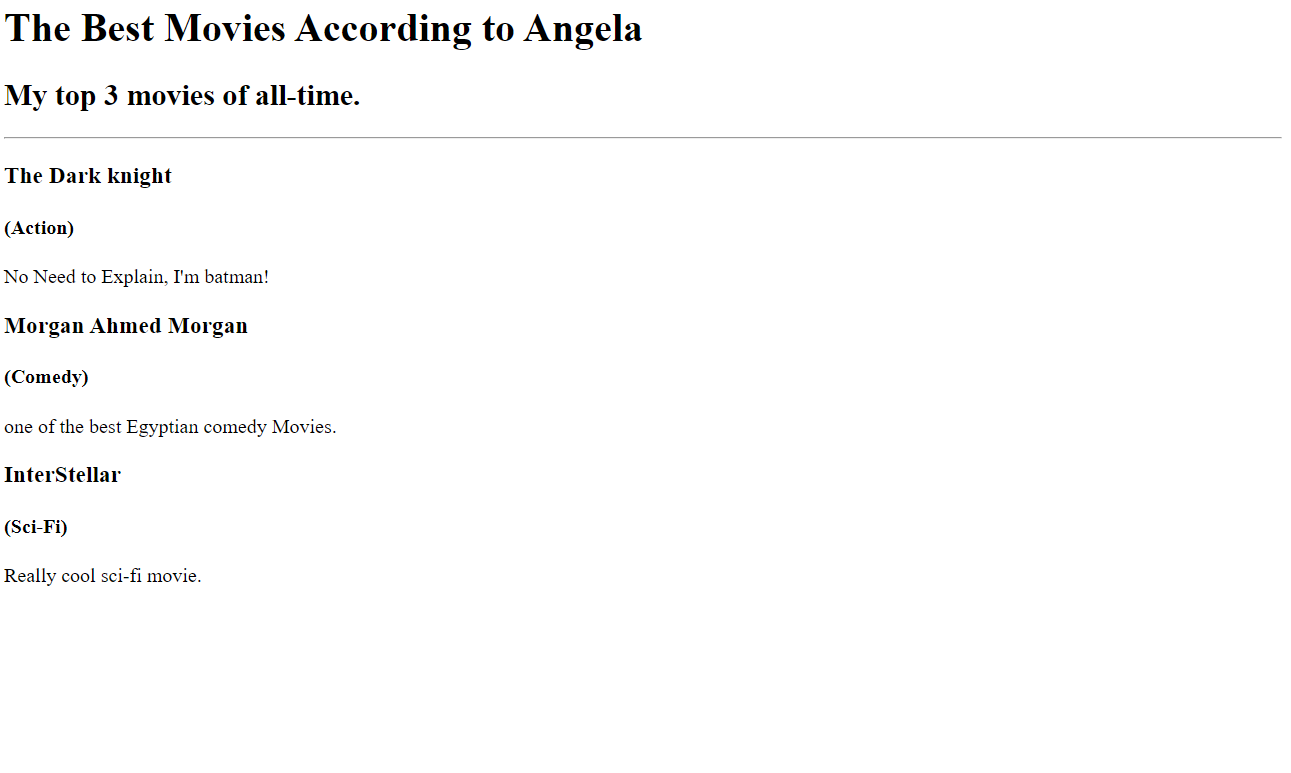 The Best Movies According to Angela
My top 3 movies of all-time.
The Dark knight
(Action)
No Need to Explain, I'm batman!
Morgan Ahmed Morgan
(Comedy)
one of the best Egyptian comedy Movies.
InterStellar
(Sci-Fi)
Really cool sci-fi movie.